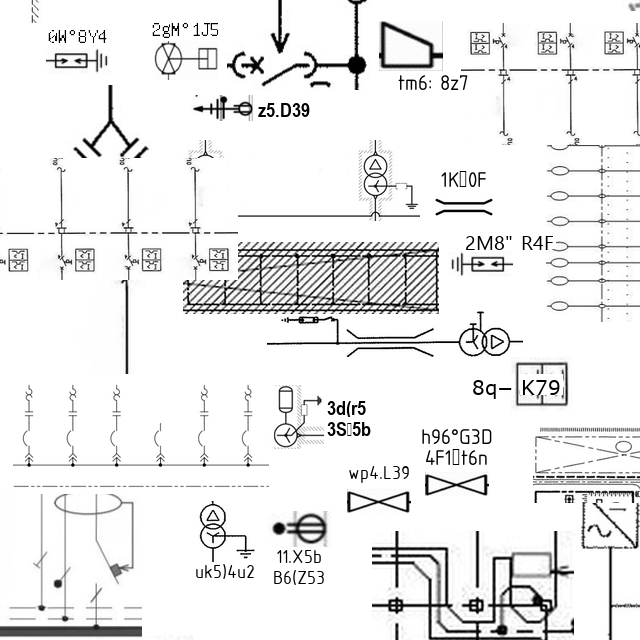 0W°8Y4
2gM°1J5
tm6: 8z7
z5.D39
1K▯0F
2M8" R4F
8q- K79
3d(r5
3S▯5b
h96°G3D
4F1▯t6n
wp4.L39
uk5)4u2
11.X5b
B6(Z53